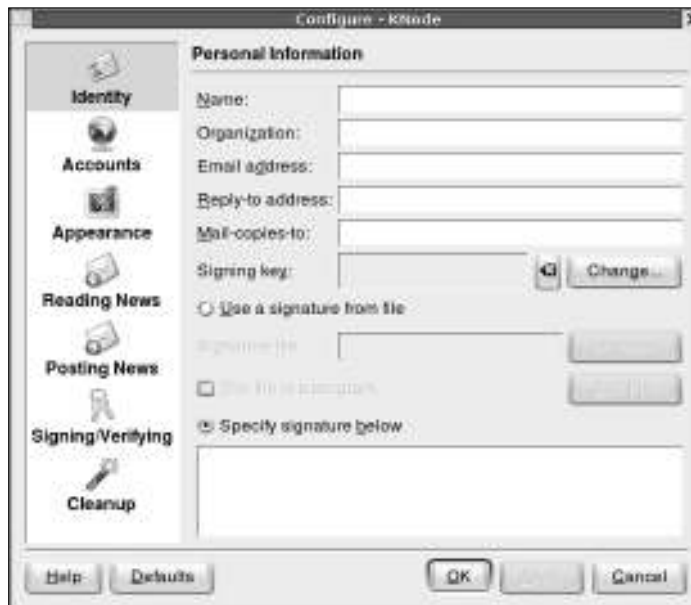 Configure - KNode
Identity
Accounts
Appearance
Reading News
Posting News
Signing/Verifying
Cleanup
Personal Information
Name:
Organization:
Email address:
Reply-to address:
Mail-copies-to:
Signing key:
Change...
Use a signature from file
Signature file
Specify signature below
Help
Defaults
OK
Cancel